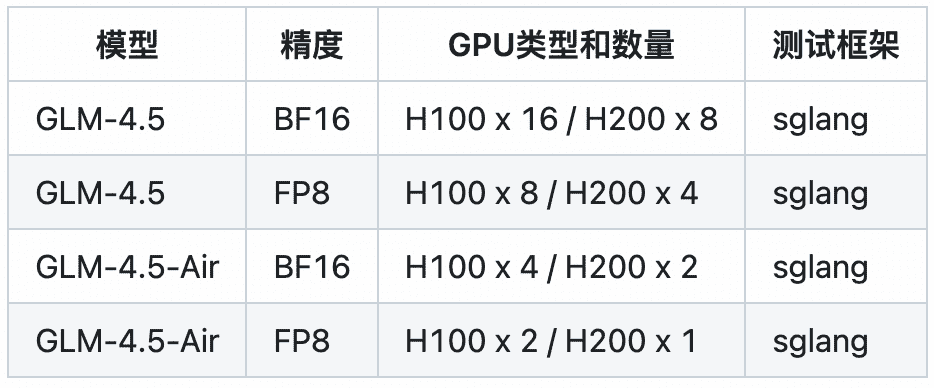 模型 精度 GPU类型和数量 测试框架
GLM-4.5 BF16 H100 x 16 / H200 x 8 sglang
GLM-4.5 FP8 H100 x 8 / H200 x 4 sglang
GLM-4.5-Air BF16 H100 x 4 / H200 x 2 sglang
GLM-4.5-Air FP8 H100 x 2 / H200 x 1 sglang